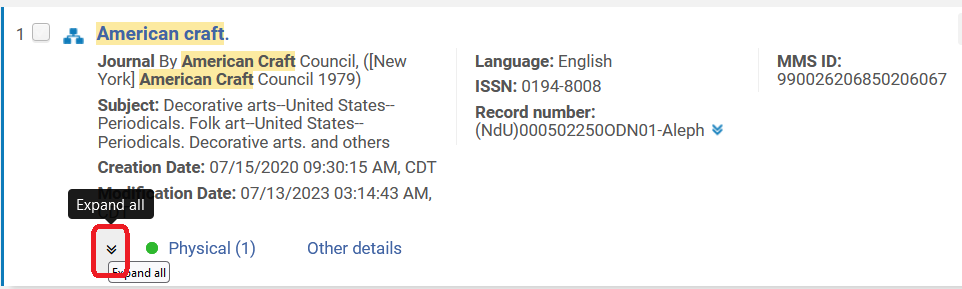 1 American craft.
Journal By American Craft Council, ([New
York] American Craft Council 1979)
Subject: Decorative arts--United States--
Periodicals. Folk art--United States--
Periodicals. Decorative arts. and others
Creation Date: 07/15/2020 09:30:15 AM, CDT
Modification Date: 07/13/2023 03:14:43 AM,
Language: English
ISSN: 0194-8008
Record number:
(NdU)000502250ODN01-Aleph
MMS ID:
990026206850206067
Expand all
Physical (1) Other details
Expand all